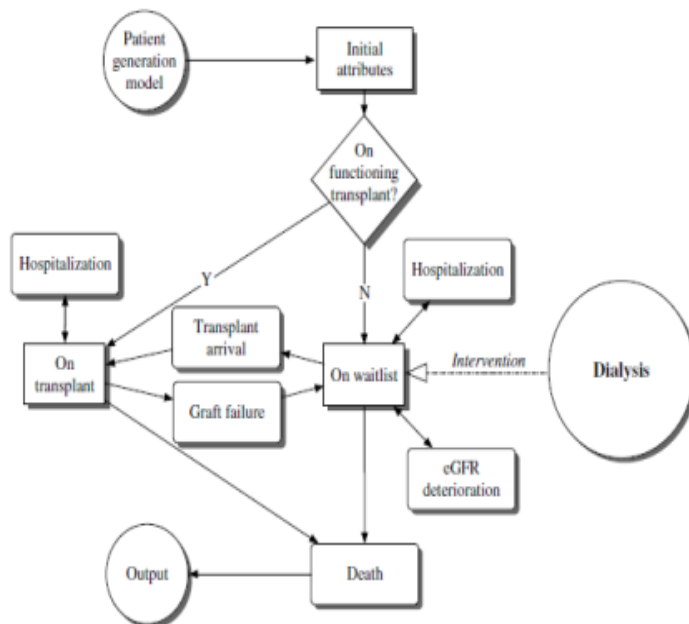 Patient
generation
model
Initial
attributes
On
functioning
transplant?
Hospitalization
Y
N
Hospitalization
Transplant
arrival
On
transplant
Graft failure
On waitlist
Intervention
Dialysis
eGFR
deterioration
Output
Death